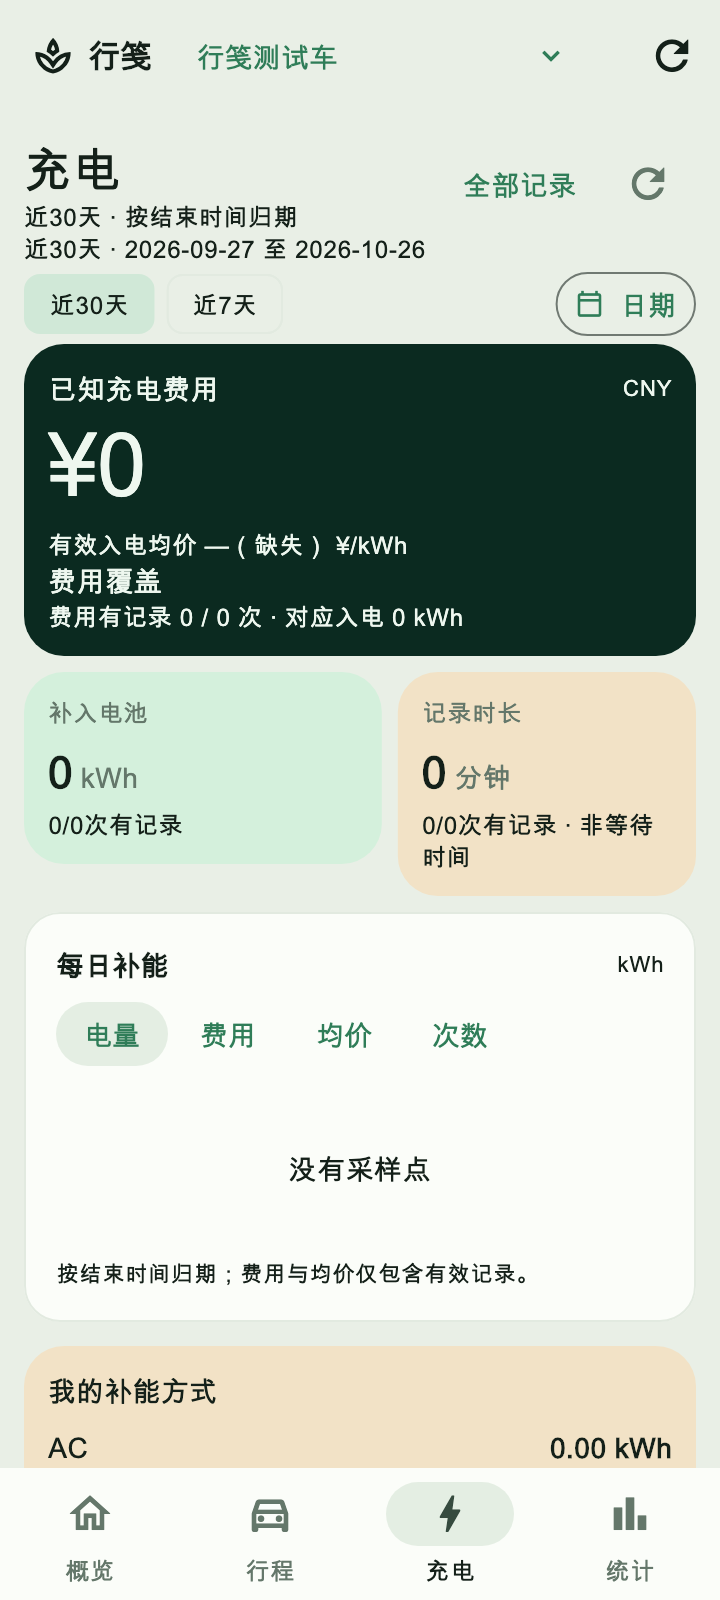 行笺
行笺测试车
充电
全部记录
近30天 · 按结束时间归期
近30天 · 2026-09-27 至 2026-10-26
近30天
近7天
日期
已知充电费用
CNY
¥0
有效入电均价 —（缺失）¥/kWh
费用覆盖
费用有记录 0 / 0 次 · 对应入电 0 kWh
补入电池
0 kWh
0/0次有记录
记录时长
0 分钟
0/0次有记录 · 非等待
时间
每日补能
kWh
电量
费用
均价
次数
没有采样点
按结束时间归期；费用与均价仅包含有效记录。
我的补能方式
AC
0.00 kWh
概览
行程
充电
统计